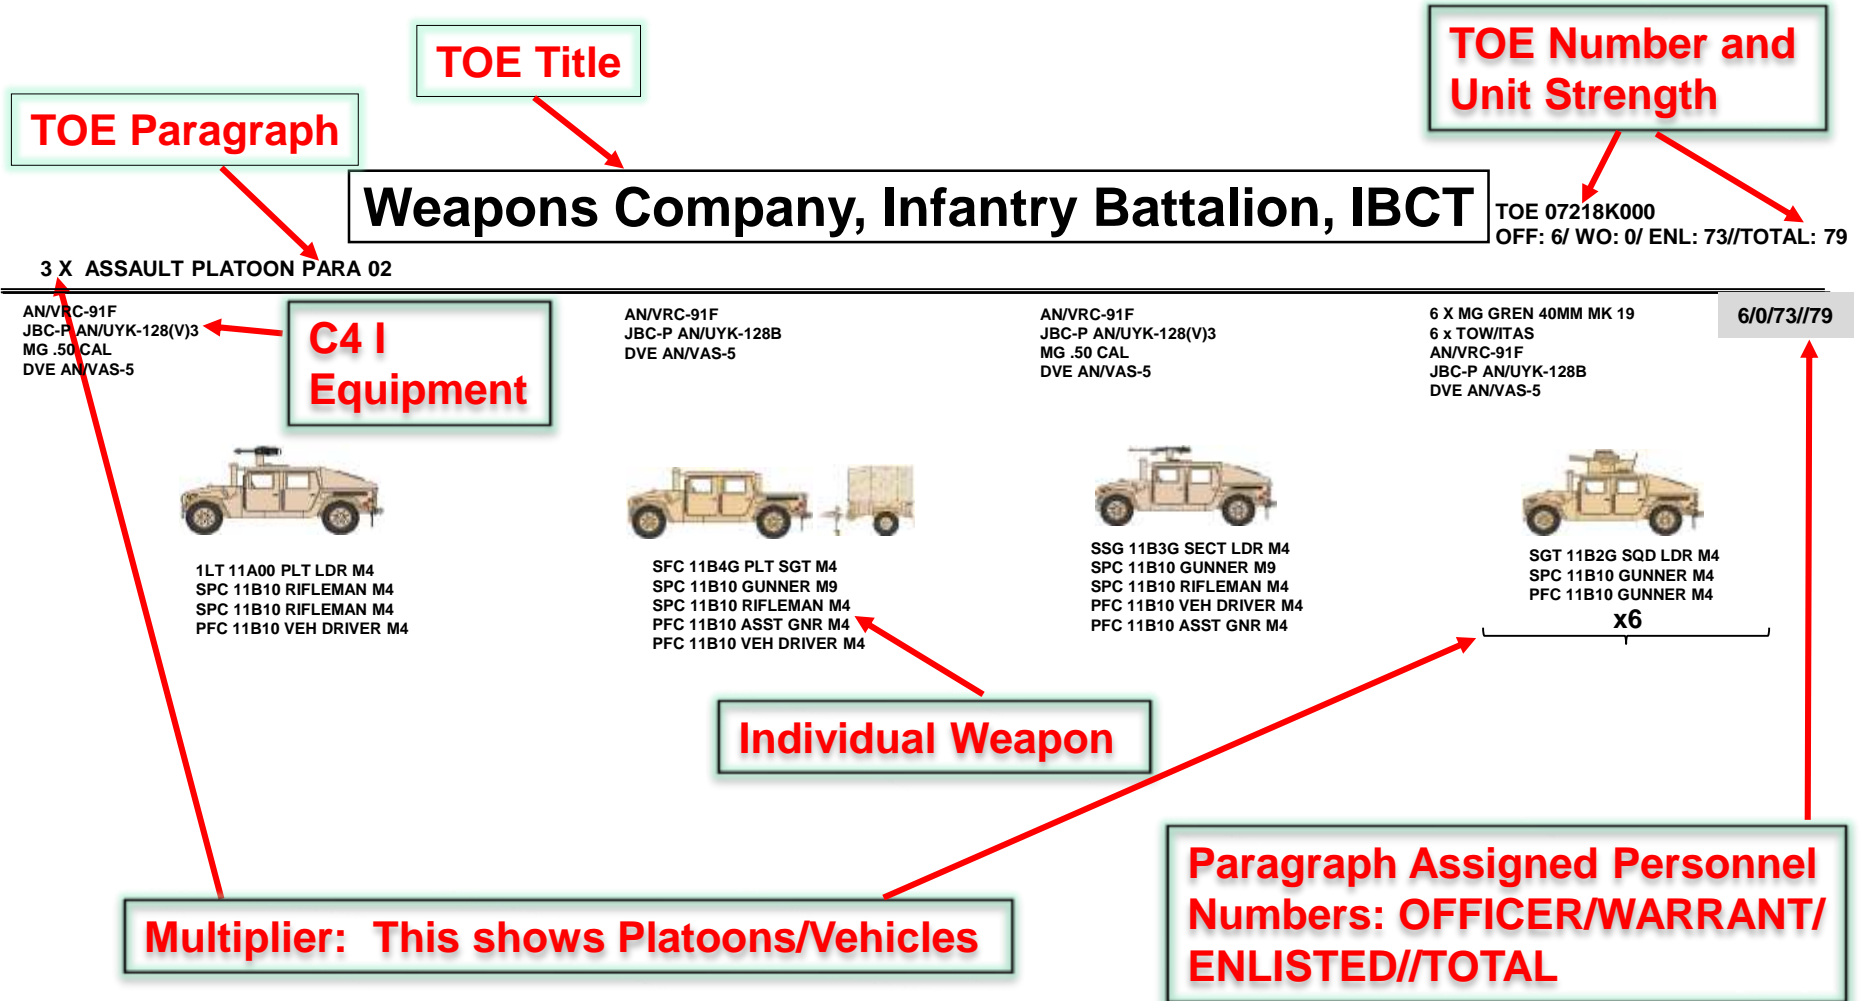 TOE Title
TOE Number and
Unit Strength
TOE Paragraph
Weapons Company, Infantry Battalion, IBCT
TOE 07218K000
OFF: 6/ WO: 0/ ENL: 73//TOTAL: 79
3 X ASSAULT PLATOON PARA 02
AN/VRC-91F
JBC-P AN/UYK-128(V)3
MG .50 CAL
DVE AN/VAS-5
C4 I
Equipment
AN/VRC-91F
JBC-P AN/UYK-128B
DVE AN/VAS-5
AN/VRC-91F
JBC-P AN/UYK-128(V)3
MG .50 CAL
DVE AN/VAS-5
6 X MG GREN 40MM MK 19
6 x TOW/ITAS
AN/VRC-91F
JBC-P AN/UYK-128B
DVE AN/VAS-5
6/0/73//79
1LT 11A00 PLT LDR M4
SPC 11B10 RIFLEMAN M4
SPC 11B10 RIFLEMAN M4
PFC 11B10 VEH DRIVER M4
SFC 11B4G PLT SGT M4
SPC 11B10 GUNNER M9
SPC 11B10 RIFLEMAN M4
PFC 11B10 ASST GNR M4
PFC 11B10 VEH DRIVER M4
SSG 11B3G SECT LDR M4
SPC 11B10 GUNNER M9
SPC 11B10 RIFLEMAN M4
PFC 11B10 VEH DRIVER M4
PFC 11B10 ASST GNR M4
SGT 11B2G SQD LDR M4
SPC 11B10 GUNNER M4
PFC 11B10 GUNNER M4
x6
Individual Weapon
Multiplier: This shows Platoons/Vehicles
Paragraph Assigned Personnel
Numbers: OFFICER/WARRANT/
ENLISTED//TOTAL